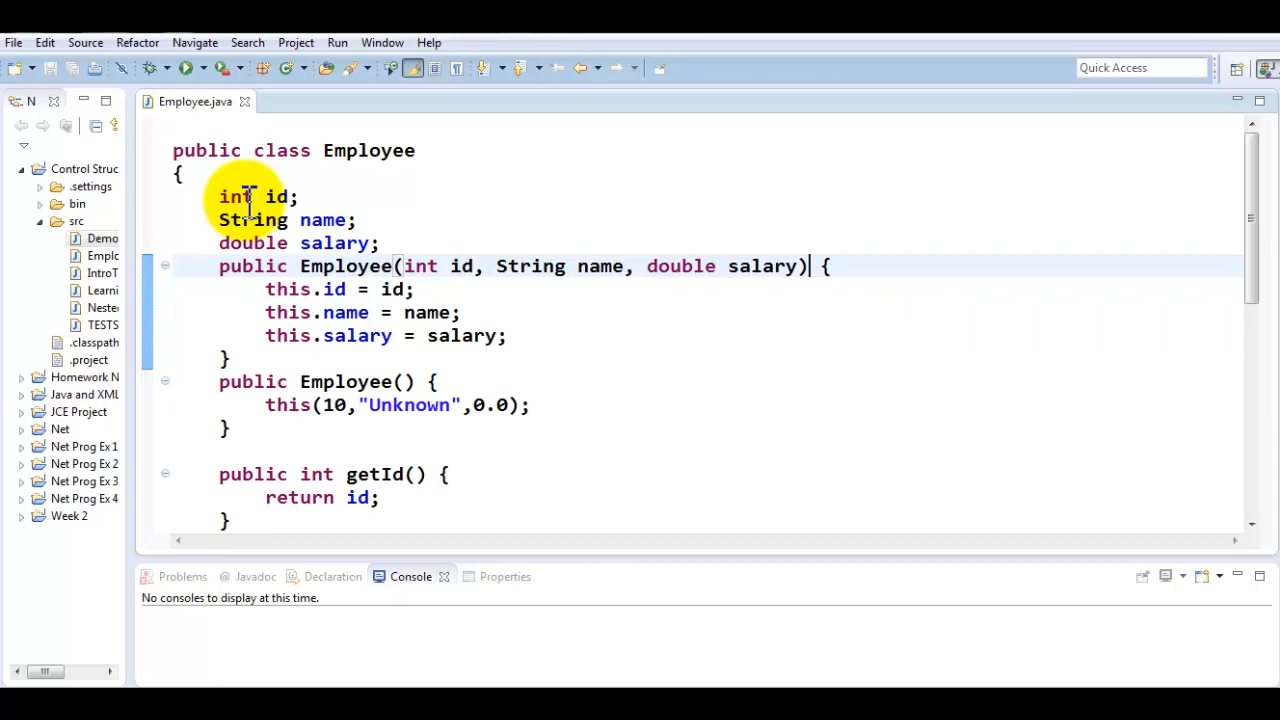 File Edit Source Refactor Navigate Search Project Run Window Help
Quick Access
N
Employee.java
Control Struc
.settings
bin
src
Demo
Emplc
IntroT
Learni
Neste
TESTS
.classpath
.project
Homework N
Java and XML
JCE Project
Net
Net Prog Ex 1
Net Prog Ex 2
Net Prog Ex 3
Net Prog Ex 4
Week 2
public class Employee
{
int id;
String name;
double salary;
public Employee(int id, String name, double salary) {
this.id = id;
this.name = name;
this.salary = salary;
}
public Employee() {
this(10,"Unknown",0.0);
}
public int getId() {
return id;
}
Problems @ Javadoc Declaration Console Properties
No consoles to display at this time.